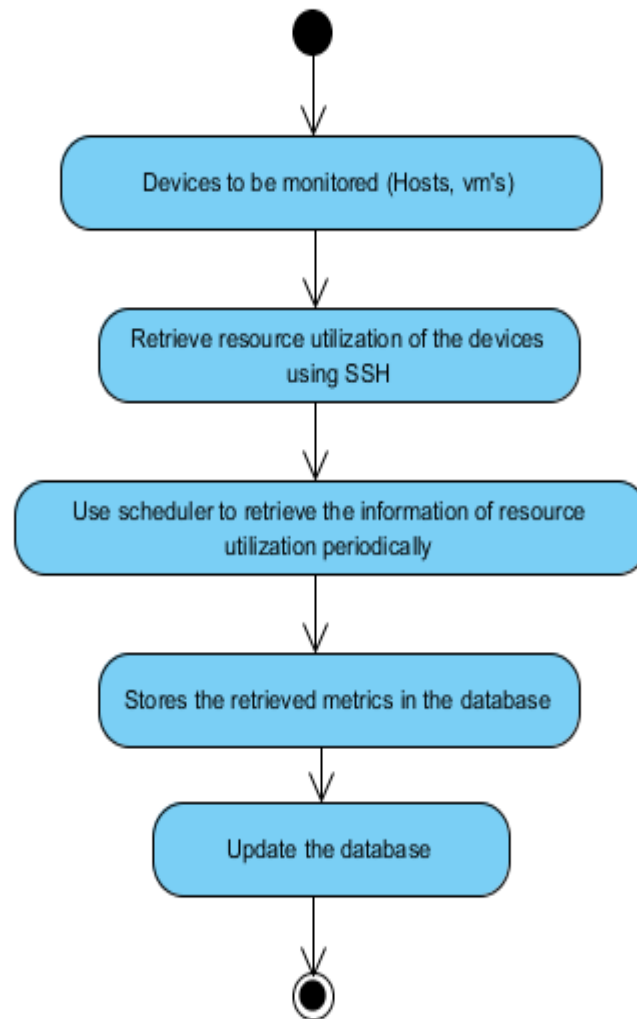 Devices to be monitored (Hosts, vm's)
Retrieve resource utilization of the devices
using SSH
Use scheduler to retrieve the information of resource
utilization periodically
Stores the retrieved metrics in the database
Update the database